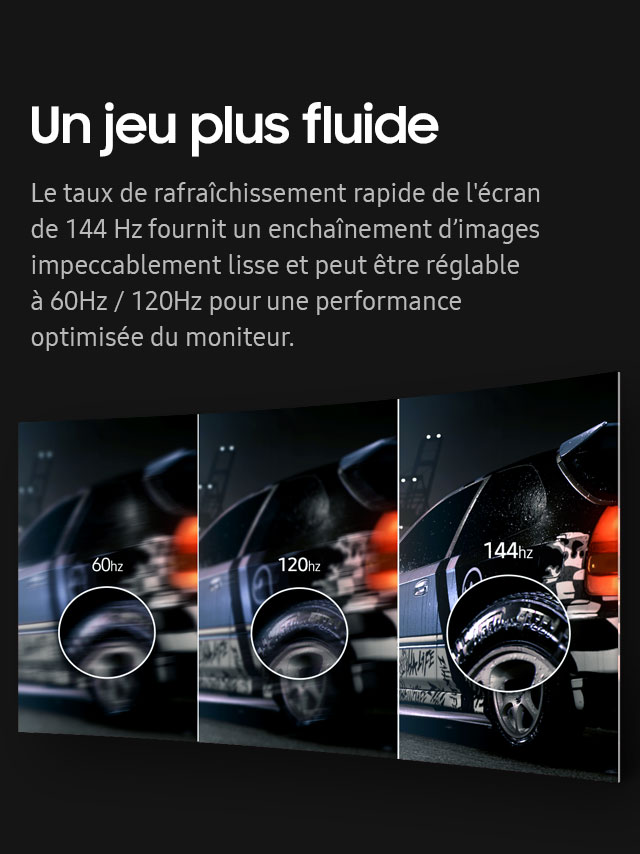 Un jeu plus fluide
Le taux de rafraîchissement rapide de l'écran
de 144 Hz fournit un enchaînement d’images
impeccablement lisse et peut être réglable
à 60Hz / 120Hz pour une performance
optimisée du moniteur.
60hz
120hz
144hz